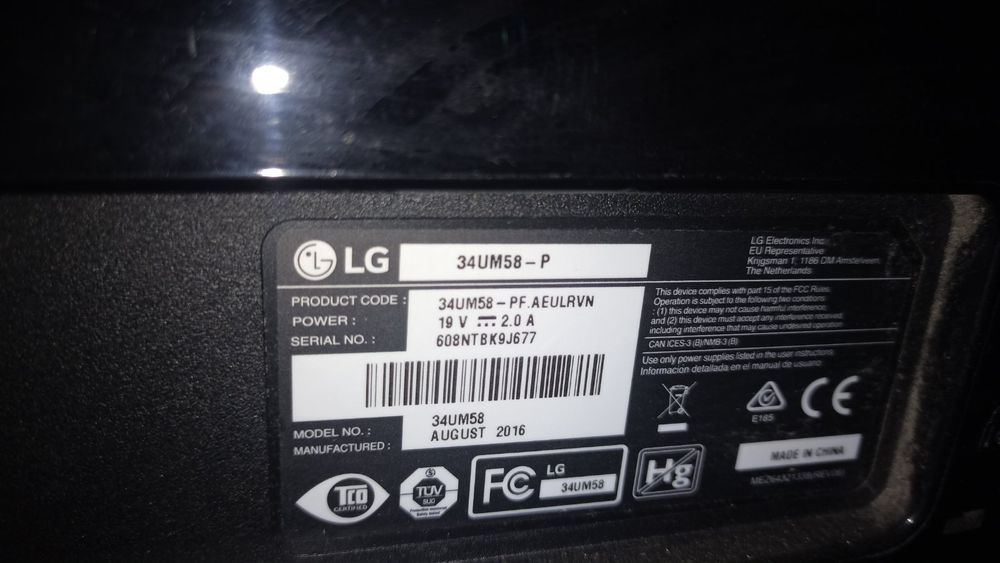 LG 34UM58-P
PRODUCT CODE : 34UM58-PF.AEULRVN
POWER : 19 V 2.0 A
SERIAL NO. : 608NTBK9J677
MODEL NO. : 34UM58
MANUFACTURED : AUGUST 2016
TCO
CERTIFIED
S
TÜV
SÜD
FC LG
34UM58
Hg
LG Electronics Inc.
EU Representative
Krijgsman 1, 1186 DM Amstelveen,
The Netherlands
This device complies with part 15 of the FCC Rules.
Operation is subject to the following two conditions
: (1) this device may not cause harmful interference,
and (2) this device must accept any interference received,
including interference that may cause undesired operation.
CAN ICES-3 (B)/NMB-3 (B)
Use only power supplies listed in the user instructions.
Información detallada en el manual de usuario.
E165
CE
MADE IN CHINA